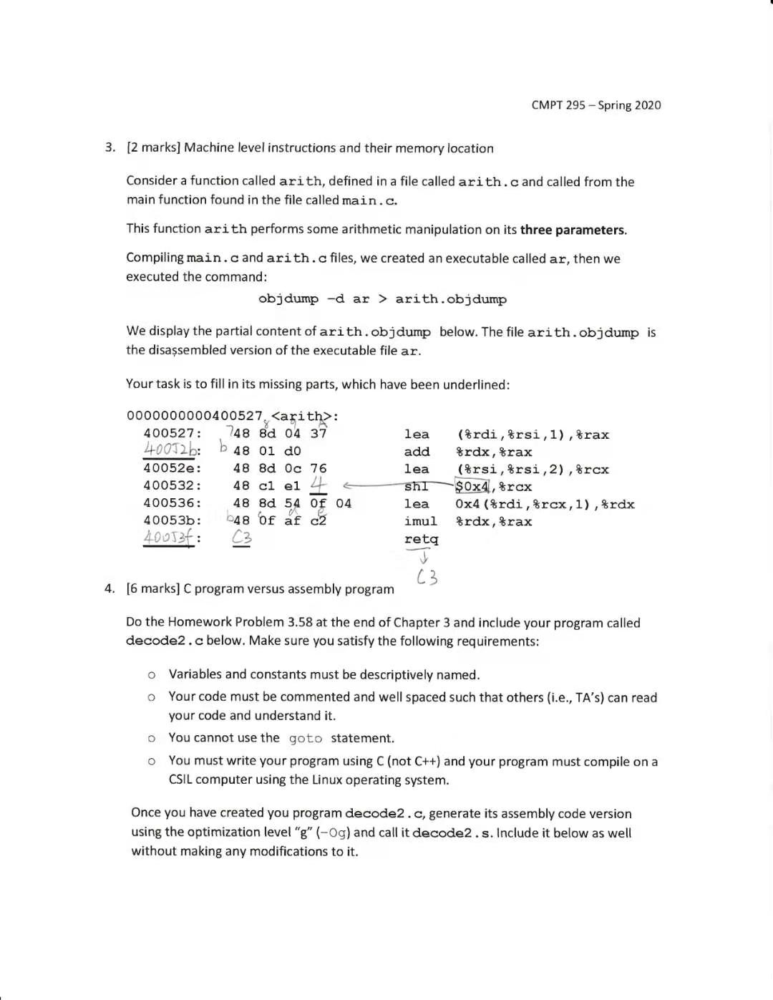 CMPT 295 – Spring 2020
3. [2 marks] Machine level instructions and their memory location
Consider a function called arith, defined in a file called arith.c and called from the
main function found in the file called main.c.
This function arith performs some arithmetic manipulation on its three parameters.
Compiling main.c and arith.c files, we created an executable called ar, then we
executed the command:
objdump -d ar > arith.objdump
We display the partial content of arith.objdump below. The file arith.objdump is
the disassembled version of the executable file ar.
Your task is to fill in its missing parts, which have been underlined:
0000000000400527 <arith>:
8 9 A
400527: 7 48 8d 04 37 lea (%rdi,%rsi,1),%rax
40052b: b 48 01 d0 add %rdx,%rax
40052e: 48 8d 0c 76 lea (%rsi,%rsi,2),%rcx
400532: 48 c1 e1 4 shl $0x4,%rcx
400536: 48 8d 54 0f 04 lea 0x4(%rdi,%rcx,1),%rdx
c d e
40053b: b 48 0f af c2 imul %rdx,%rax
40053f: C3 retq
C3
4. [6 marks] C program versus assembly program
Do the Homework Problem 3.58 at the end of Chapter 3 and include your program called
decode2.c below. Make sure you satisfy the following requirements:
o Variables and constants must be descriptively named.
o Your code must be commented and well spaced such that others (i.e., TA's) can read
your code and understand it.
o You cannot use the goto statement.
o You must write your program using C (not C++) and your program must compile on a
CSIL computer using the Linux operating system.
Once you have created you program decode2.c, generate its assembly code version
using the optimization level "g" (-Og) and call it decode2.s. Include it below as well
without making any modifications to it.